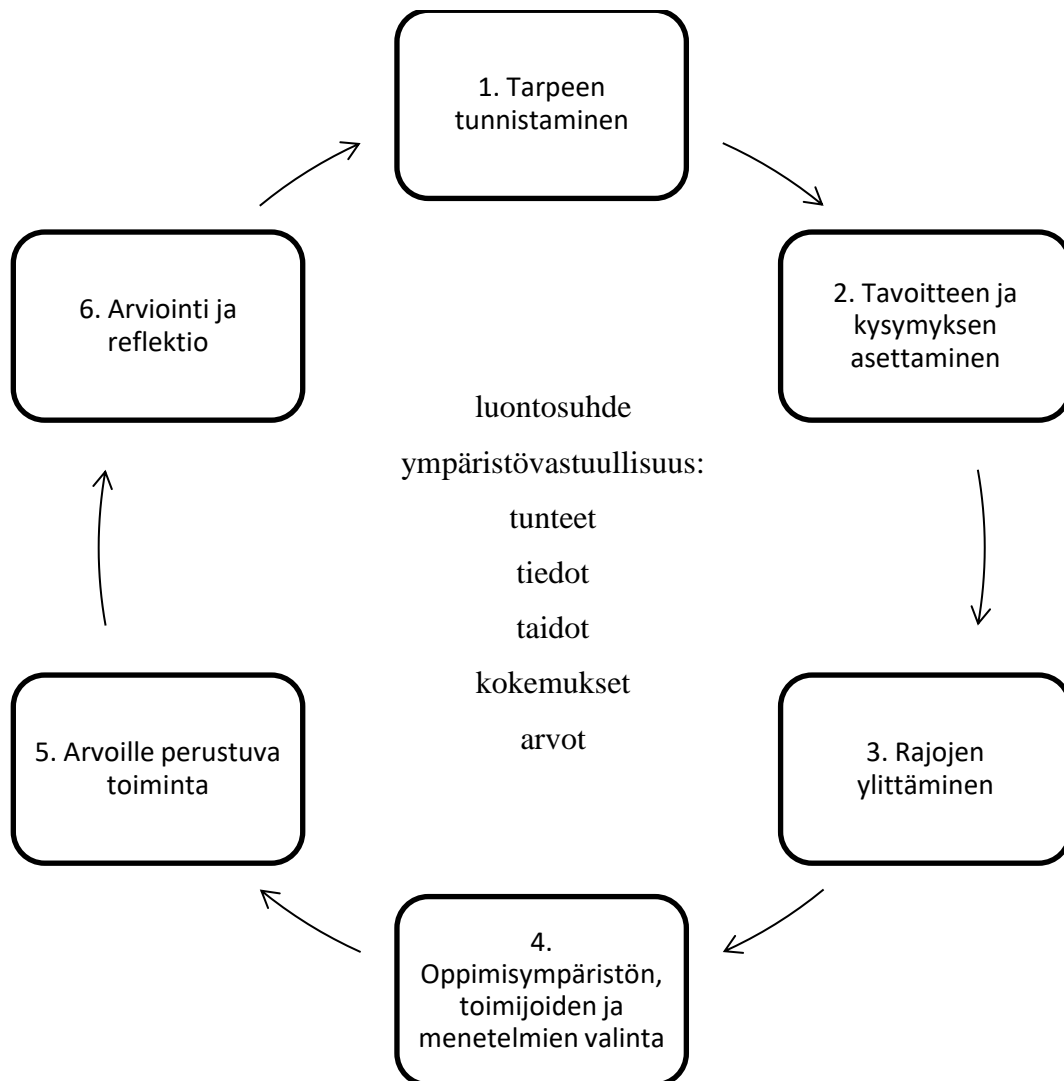 1. Tarpeen
tunnistaminen
2. Tavoitteen ja
kysymyksen
asettaminen
3. Rajojen
ylittäminen
4.
Oppimisympäristön,
toimijoiden ja
menetelmien valinta
5. Arvoille perustuva
toiminta
6. Arviointi ja
reflektio
luontosuhde
ympäristövastuullisuus:
tunteet
tiedot
taidot
kokemukset
arvot